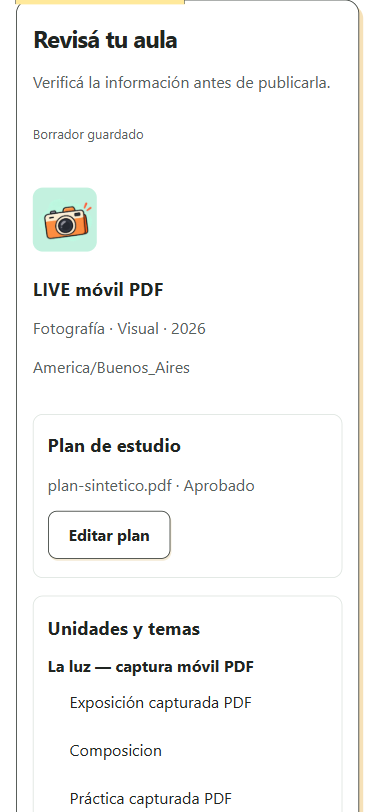 Revisá tu aula
Verificá la información antes de publicarla.
Borrador guardado
LIVE móvil PDF
Fotografía · Visual · 2026
America/Buenos_Aires
Plan de estudio
plan-sintetico.pdf · Aprobado
Editar plan
Unidades y temas
La luz — captura móvil PDF
Exposición capturada PDF
Composicion
Práctica capturada PDF